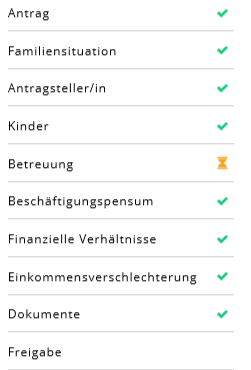 Antrag
Familiensituation
Antragsteller/in
Kinder
Betreuung
Beschäftigungspensum
Finanzielle Verhältnisse
Einkommensverschlechterung
Dokumente
Freigabe